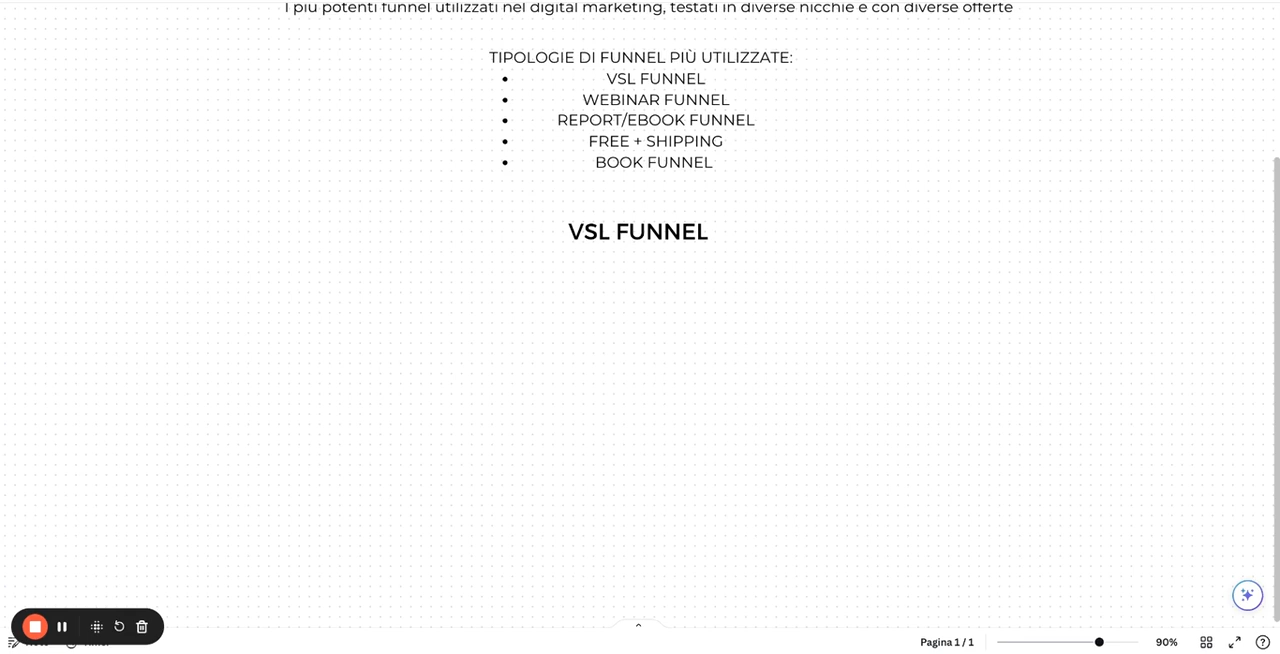 I più potenti funnel utilizzati nel digital marketing, testati in diverse nicchie e con diverse offerte
TIPOLOGIE DI FUNNEL PIÙ UTILIZZATE:
• VSL FUNNEL
• WEBINAR FUNNEL
• REPORT/EBOOK FUNNEL
• FREE + SHIPPING
• BOOK FUNNEL
VSL FUNNEL
Pagina 1 / 1
90%